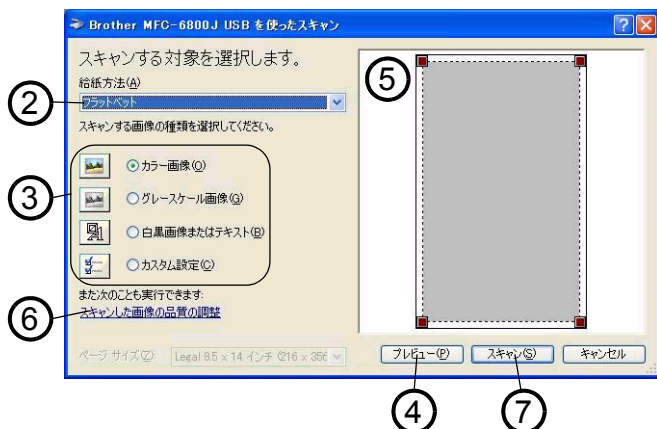 Brother MFC-6800J USB を使ったスキャン
スキャンする対象を選択します。
給紙方法(A)
②
フラットベット
スキャンする画像の種類を選択してください。
③
カラー画像(O)
グレースケール画像(G)
白黒画像またはテキスト(B)
カスタム設定(C)
また次のことも実行できます:
⑥
スキャンした画像の品質の調整
ページ サイズ(Z):
Legal 8.5 x 14 インチ (216 x 356
⑤
プレビュー(P)
スキャン(S)
キャンセル
④
⑦